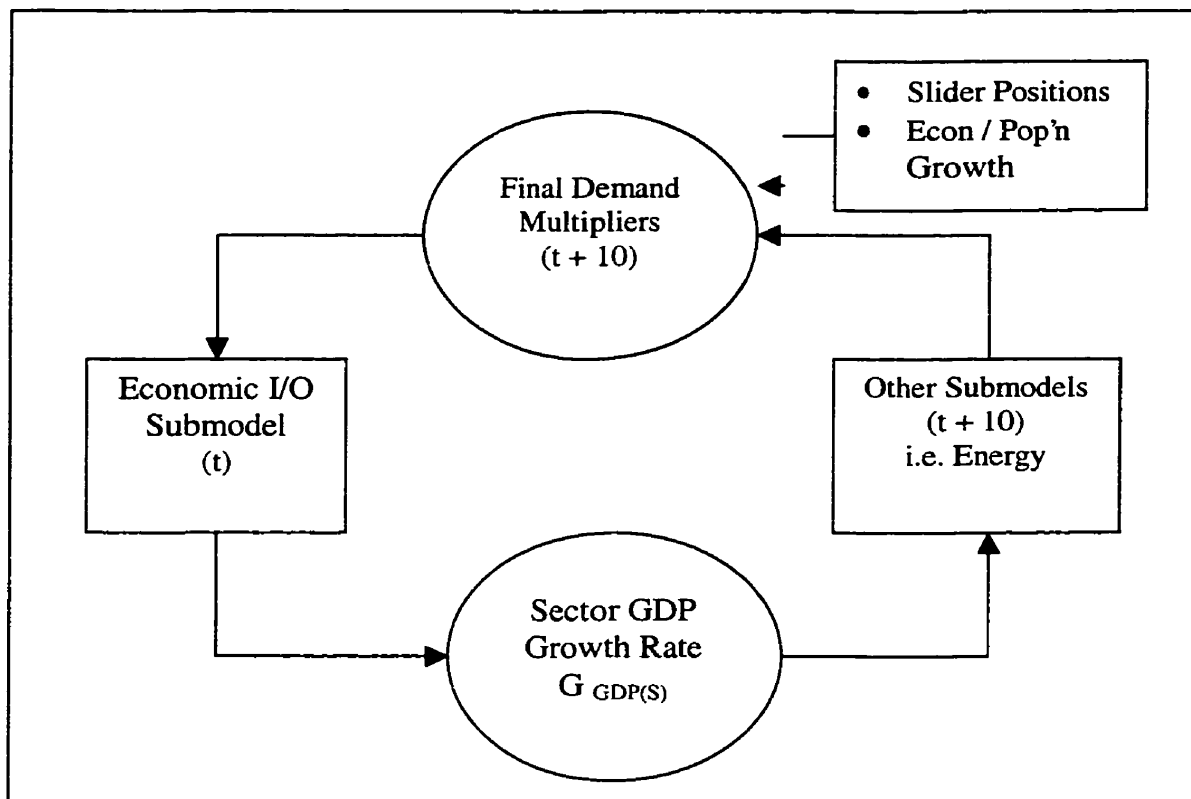 • Slider Positions
• Econ / Pop'n
Growth
Final Demand
Multipliers
(t + 10)
Economic I/O
Submodel
(t)
Other Submodels
(t + 10)
i.e. Energy
Sector GDP
Growth Rate
G GDP(S)